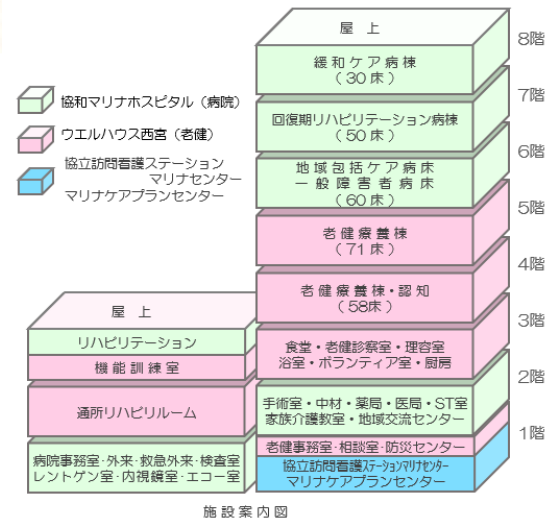 協和マリナホスピタル（病院）
ウエルハウス西宮（老健）
協立訪問看護ステーション
マリナセンター
マリナケアプランセンター
屋上
8階
緩和ケア病棟
（30床）
7階
回復期リハビリテーション病棟
（50床）
6階
地域包括ケア病床
一般障害者病床
（60床）
5階
老健療養棟
（71床）
4階
老健療養棟・認知
（58床）
3階
食堂・老健診察室・理容室
浴室・ボランティア室・厨房
2階
手術室・中材・薬局・医局・ST室
家族介護教室・地域交流センター
1階
老健事務室・相談室・防災センター
協立訪問看護ステーションマリナセンター
マリナケアプランセンター
屋上
リハビリテーション
機能訓練室
通所リハビリルーム
病院事務室・外来・救急外来・検査室
レントゲン室・内視鏡室・エコー室
施設案内図